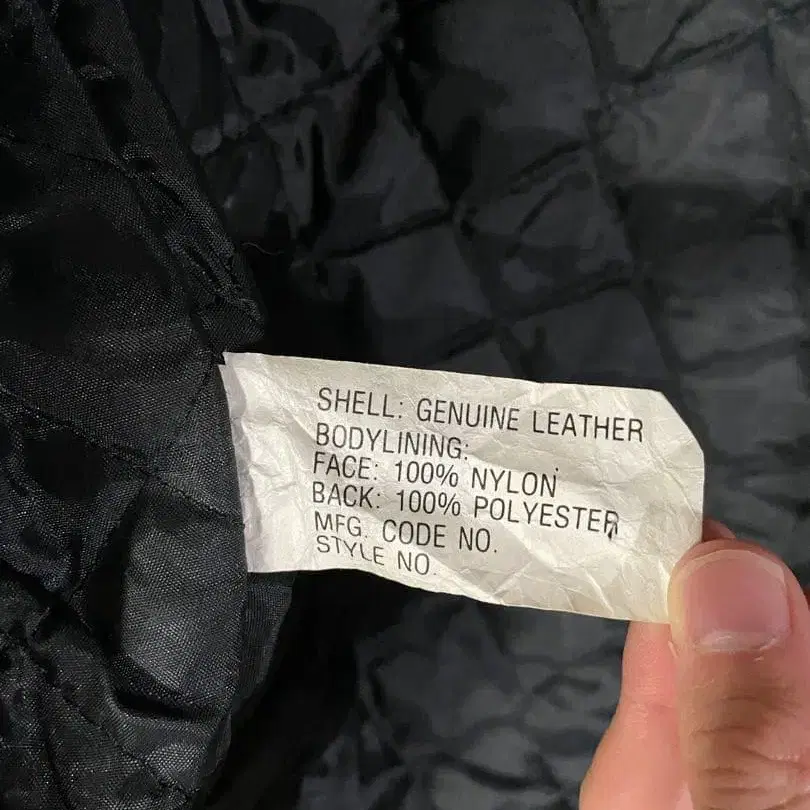 SHELL: GENUINE LEATHER
BODYLINING:
FACE: 100% NYLON
BACK: 100% POLYESTER
MFG. CODE NO.
STYLE NO.